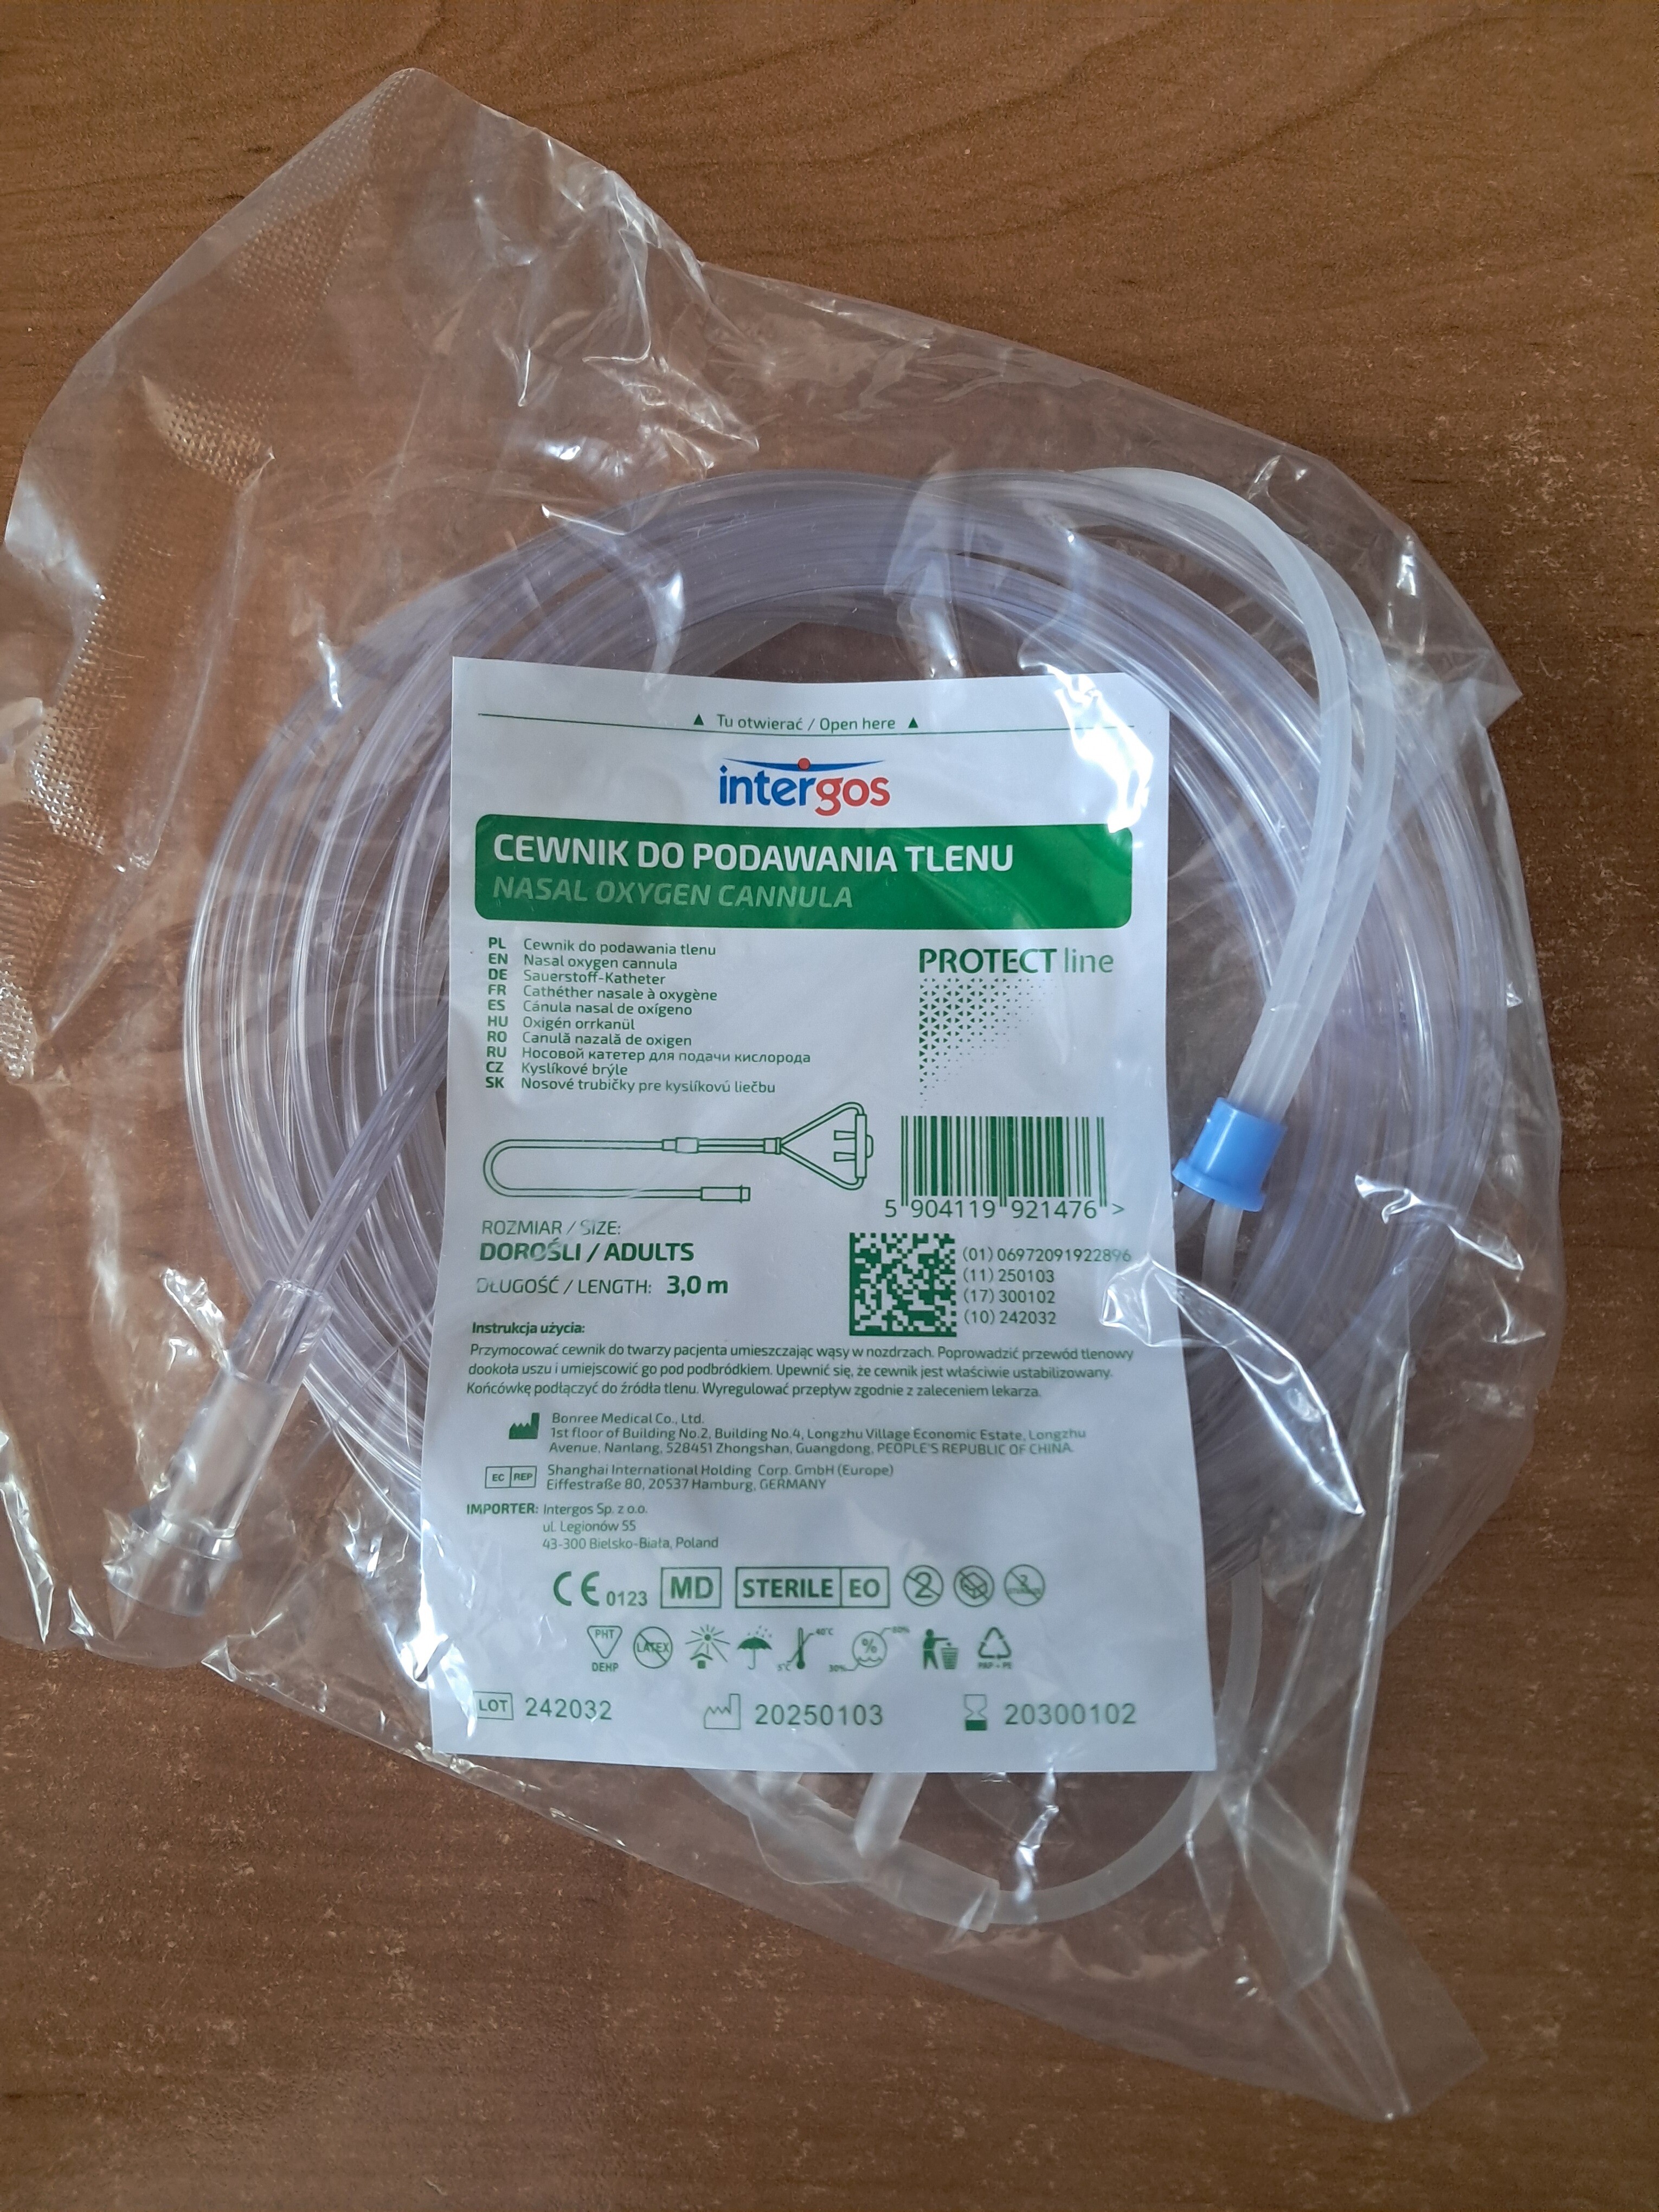 ▲ Tu otwierać / Open here ▲
intergos
CEWNIK DO PODAWANIA TLENU
NASAL OXYGEN CANNULA
PL Cewnik do podawania tlenu
EN Nasal oxygen cannula
DE Sauerstoff-Katheter
FR Cathéther nasale à oxygène
ES Cánula nasal de oxígeno
HU Oxigén orrkanül
RO Canulă nazală de oxigen
RU Носовой катетер для подачи кислорода
CZ Kyslíkové brýle
SK Nosové trubičky pre kyslíkovú liečbu
PROTECT line
5 904119 921476 >
ROZMIAR / SIZE:
DOROŚLI / ADULTS
DŁUGOŚĆ / LENGTH: 3,0 m
(01) 06972091922896
(11) 250103
(17) 300102
(10) 242032
Instrukcja użycia:
Przymocować cewnik do twarzy pacjenta umieszczając wąsy w nozdrzach. Poprowadzić przewód tlenowy
dookoła uszu i umiejscowić go pod podbródkiem. Upewnić się, że cewnik jest właściwie ustabilizowany.
Końcówkę podłączyć do źródła tlenu. Wyregulować przepływ zgodnie z zaleceniem lekarza.
Bonree Medical Co., Ltd.
1st floor of Building No.2, Building No.4, Longzhu Village Economic Estate, Longzhu
Avenue, Nanlang, 528451 Zhongshan, Guangdong, PEOPLE'S REPUBLIC OF CHINA.
EC REP Shanghai International Holding Corp. GmbH (Europe)
Eiffestraße 80, 20537 Hamburg, GERMANY
IMPORTER: Intergos Sp. z o.o.
ul. Legionów 55
43-300 Bielsko-Biała, Poland
CE 0123 MD STERILE EO 2
PHT DEHP LATEX 5°C 40°C 30% % 80% PAP + PE
LOT 242032 20250103 20300102